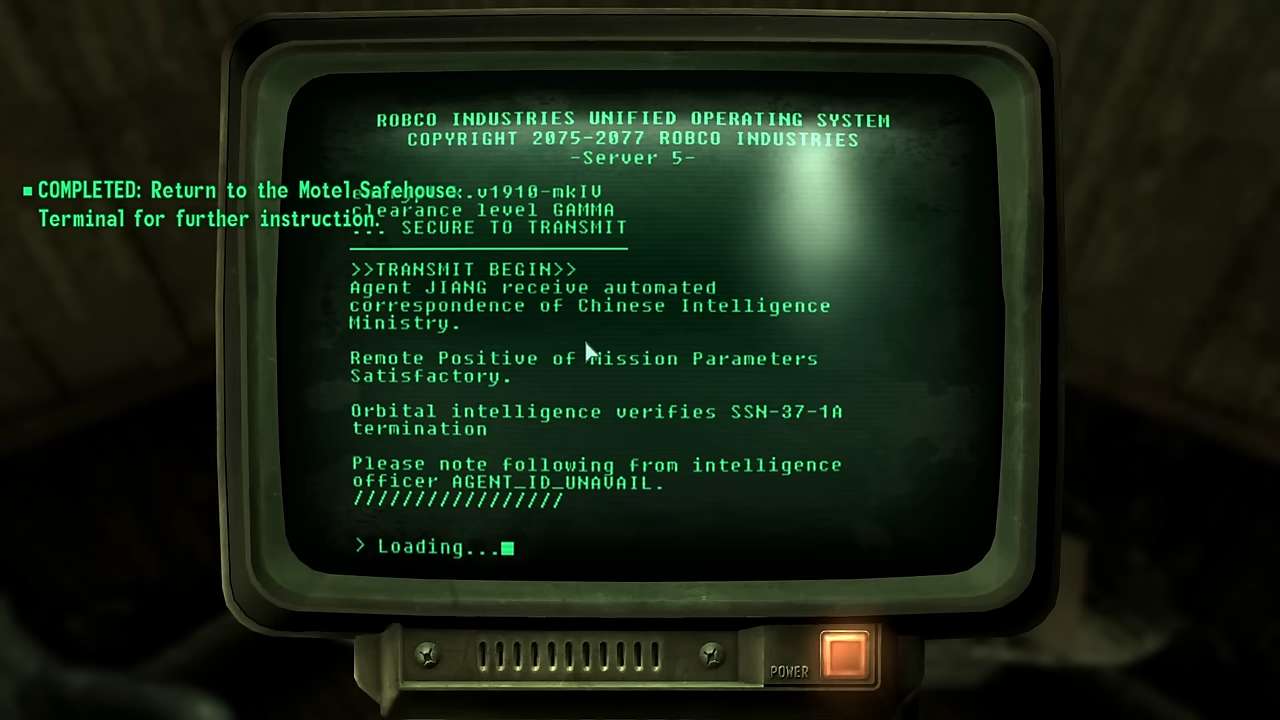 ROBCO INDUSTRIES UNIFIED OPERATING SYSTEM
COPYRIGHT 2075-2077 ROBCO INDUSTRIES
-Server 5-
COMPLETED: Return to the Motel Safehouse
Terminal for further instruction.
.v1910-mkIV
Clearance level GAMMA
... SECURE TO TRANSMIT
>>TRANSMIT BEGIN>>
Agent JIANG receive automated
correspondence of Chinese Intelligence
Ministry.
Remote Positive of Mission Parameters
Satisfactory.
Orbital intelligence verifies SSN-37-1A
termination
Please note following from intelligence
officer AGENT_ID_UNAVAIL.
/////////////////
> Loading...
POWER